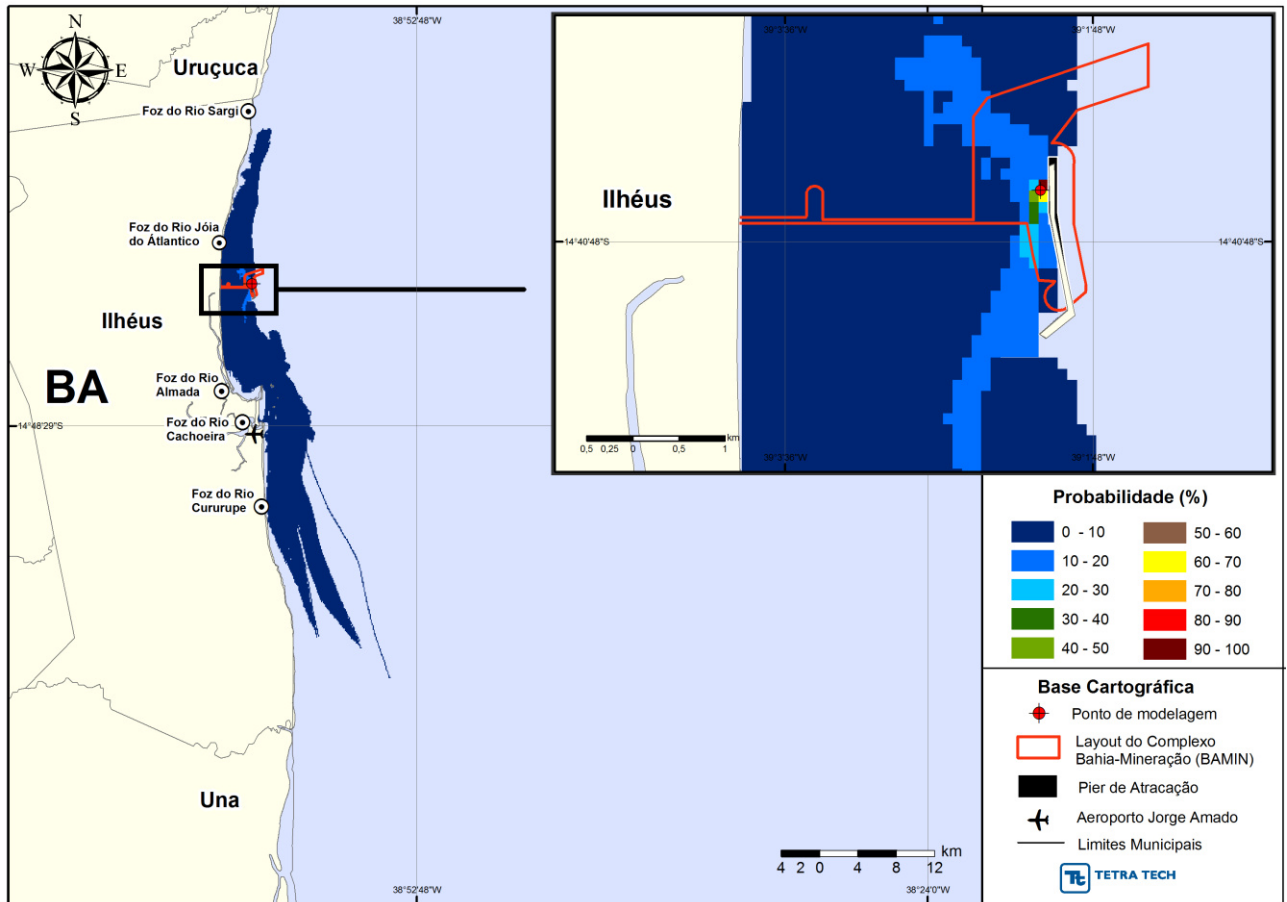 N
W E
S
38°52'48"W
Uruçuca
Foz do Rio Sargi
Foz do Rio Jóia
do Átlantico
Ilhéus
BA
Foz do Rio
Almada
Foz do Rio
Cachoeira
14°48'29"S
Foz do Rio
Cururupe
Una
km
4 2 0 4 8 12
38°52'48"W
38°24'0"W
39°3'36"W
39°1'48"W
Ilhéus
14°40'48"S
14°40'48"S
km
0,5 0,25 0 0,5 1
39°3'36"W
39°1'48"W
Probabilidade (%)
0 - 10
10 - 20
20 - 30
30 - 40
40 - 50
50 - 60
60 - 70
70 - 80
80 - 90
90 - 100
Base Cartográfica
Ponto de modelagem
Layout do Complexo
Bahia-Mineração (BAMIN)
Pier de Atracação
Aeroporto Jorge Amado
Limites Municipais
TETRA TECH